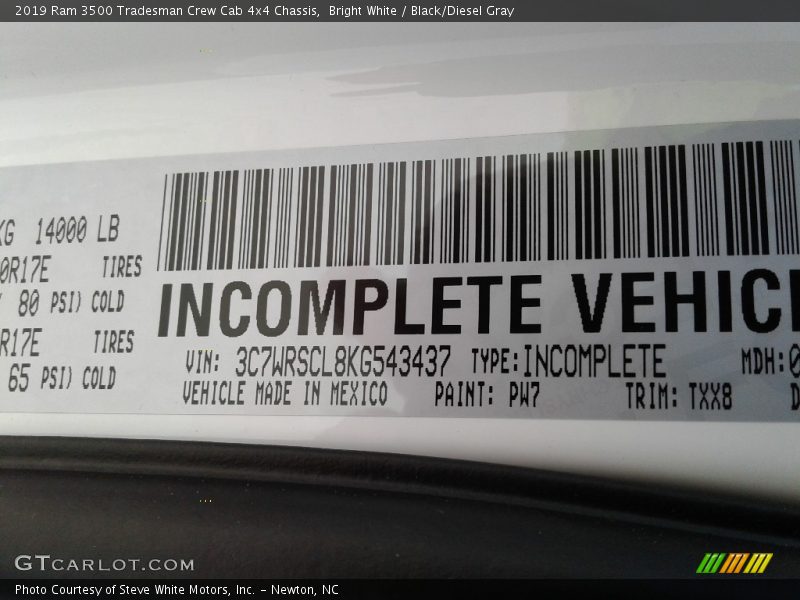 2019 Ram 3500 Tradesman Crew Cab 4x4 Chassis, Bright White / Black/Diesel Gray
KG 14000 LB
0R17E TIRES
80 PSI) COLD
R17E TIRES
65 PSI) COLD
INCOMPLETE VEHIC
VIN: 3C7WRSCL8KG543437 TYPE:INCOMPLETE MDH:0
VEHICLE MADE IN MEXICO PAINT: PW7 TRIM: TXX8
GTCARLOT.COM
Photo Courtesy of Steve White Motors, Inc. – Newton, NC